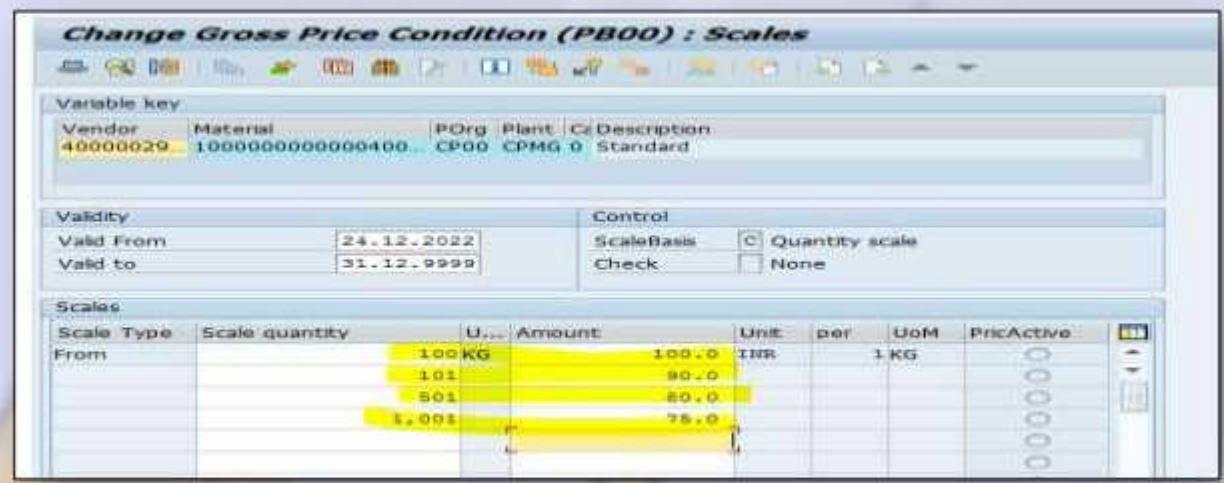 Change Gross Price Condition (PB00) : Scales
Variable key
Vendor Material POrg Plant Ca Description
40000029... 1000000000000400... CP00 CPMG 0 Standard
Validity
Control
Valid From 24.12.2022
ScaleBasis C Quantity scale
Valid to 31.12.9999
Check None
Scales
Scale Type Scale quantity U... Amount Unit per UoM PricActive
From 100 KG 100.0 INR 1 KG
101 90.0
501 80.0
1,001 75.0